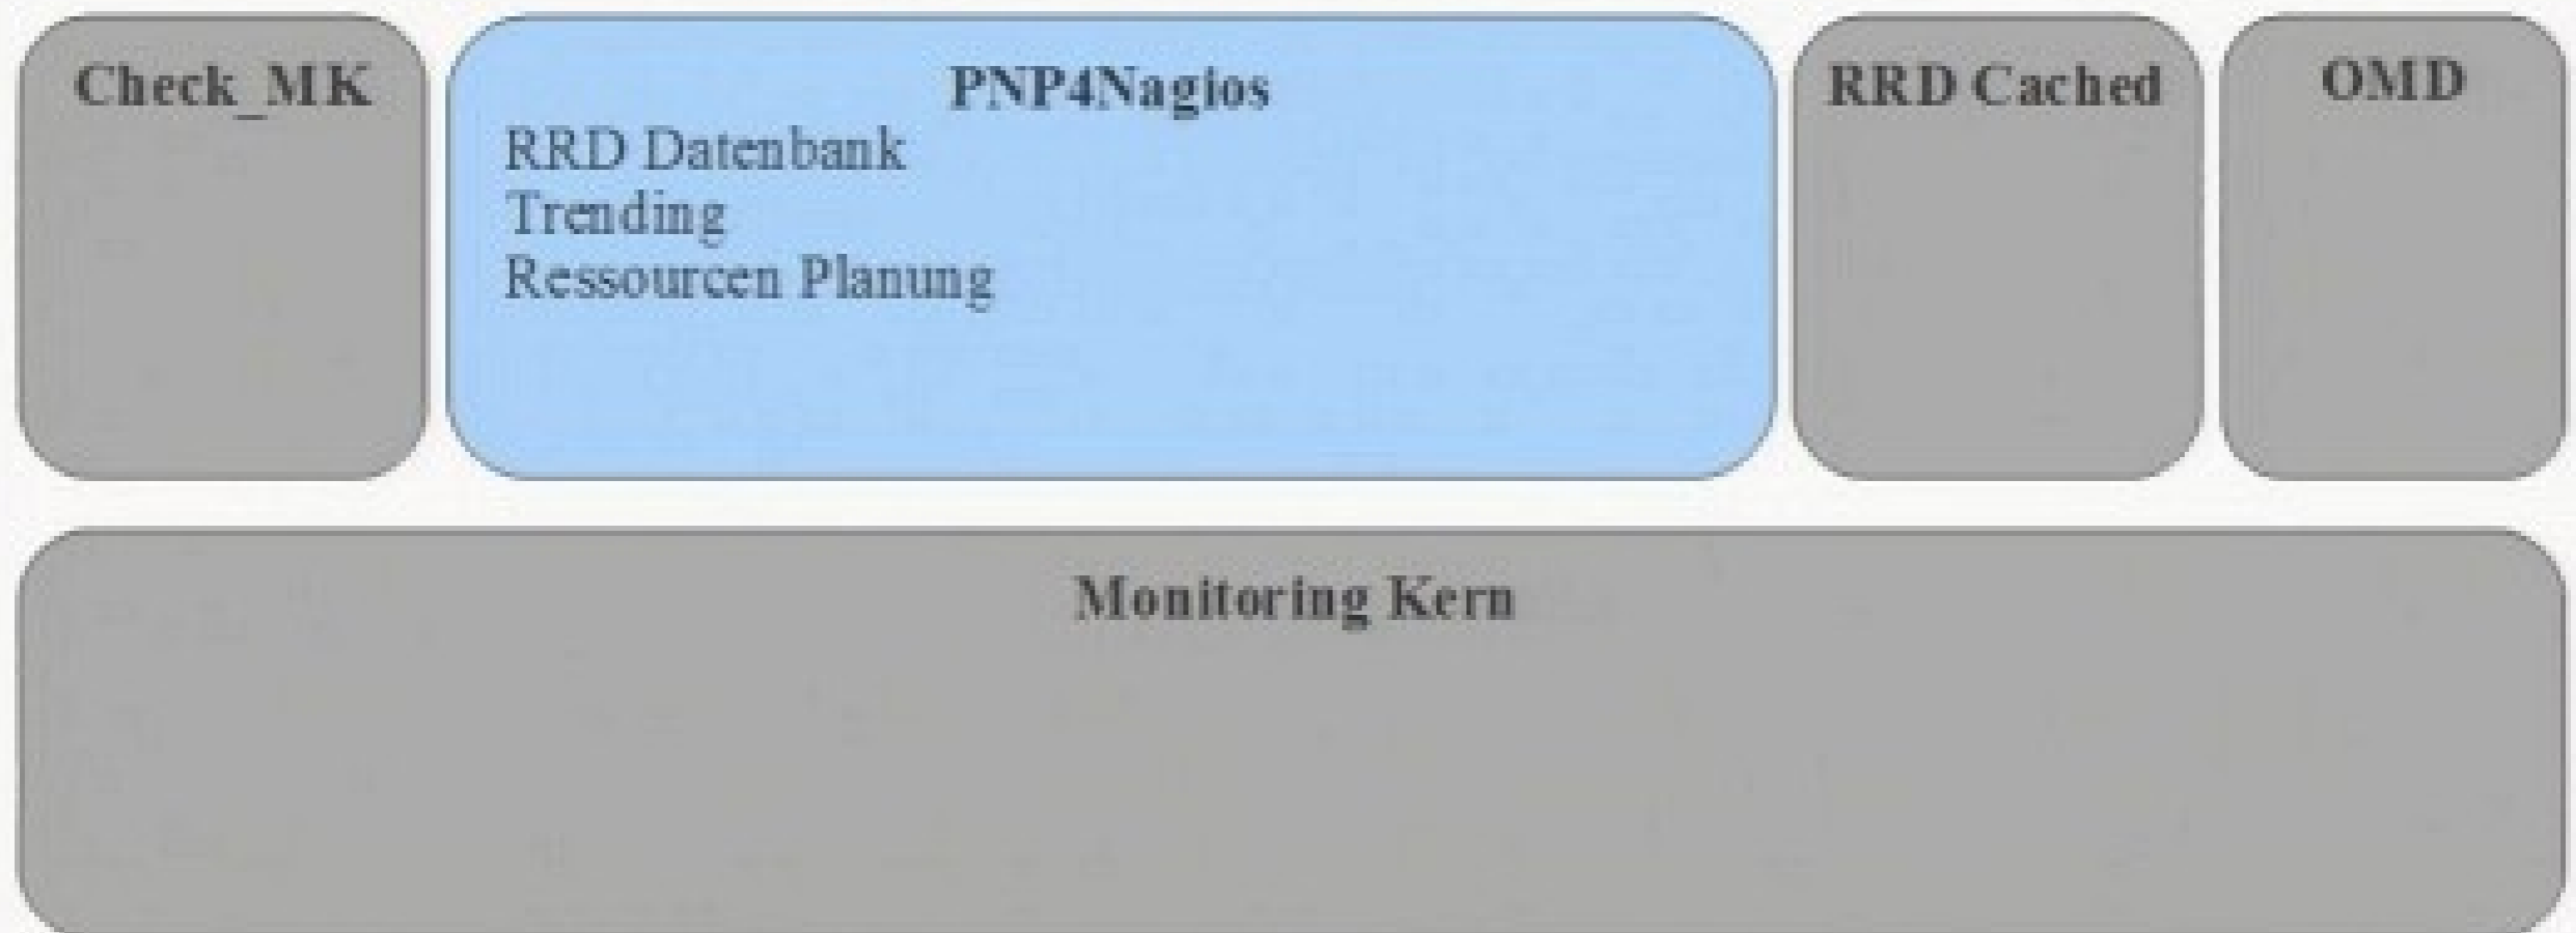 Check_MK
PNP4Nagios
RRD Datenbank
Trending
Ressourcen Planung
RRD Cached
OMD
Monitoring Kern